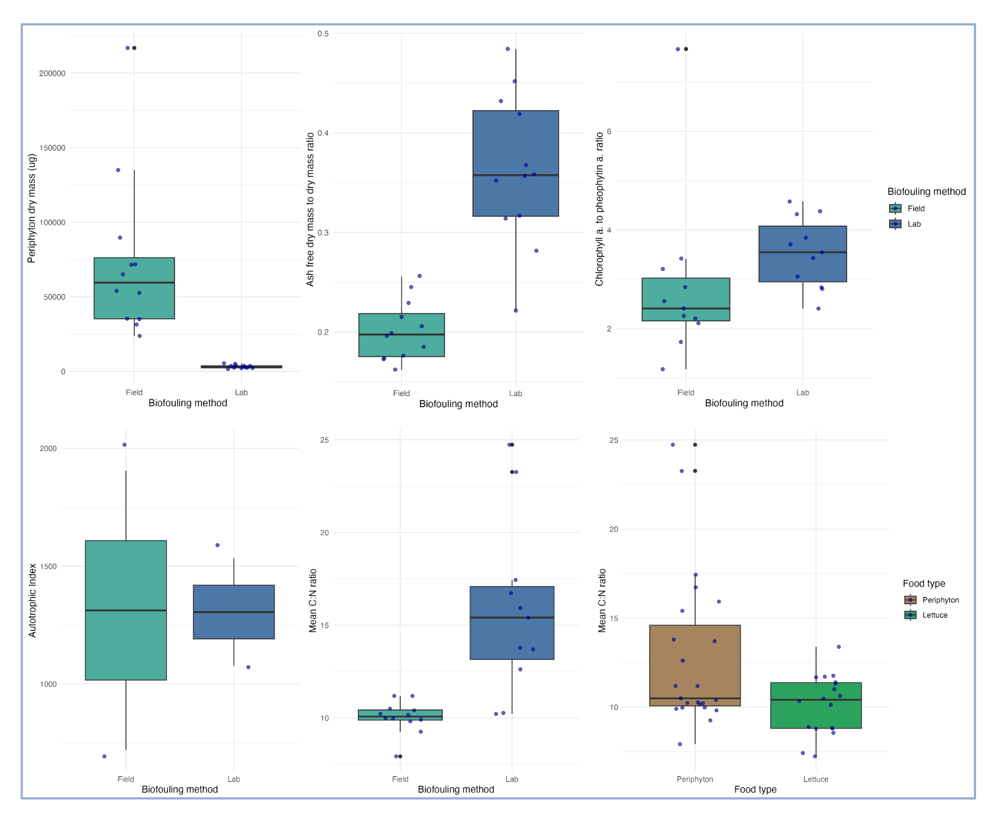 Periphyton dry mass (ug)
200000
150000
100000
50000
0
Field
Lab
Biofouling method
Ash free dry mass to dry mass ratio
0.5
0.4
0.3
0.2
Field
Lab
Biofouling method
Chlorophyll a. to pheophytin a. ratio
6
4
2
Field
Lab
Biofouling method
Biofouling method
Field
Lab
Autotrophic Index
2000
1500
1000
Field
Lab
Biofouling method
Mean C:N ratio
25
20
15
10
Field
Lab
Biofouling method
Mean C:N ratio
25
20
15
10
Periphyton
Lettuce
Food type
Food type
Periphyton
Lettuce